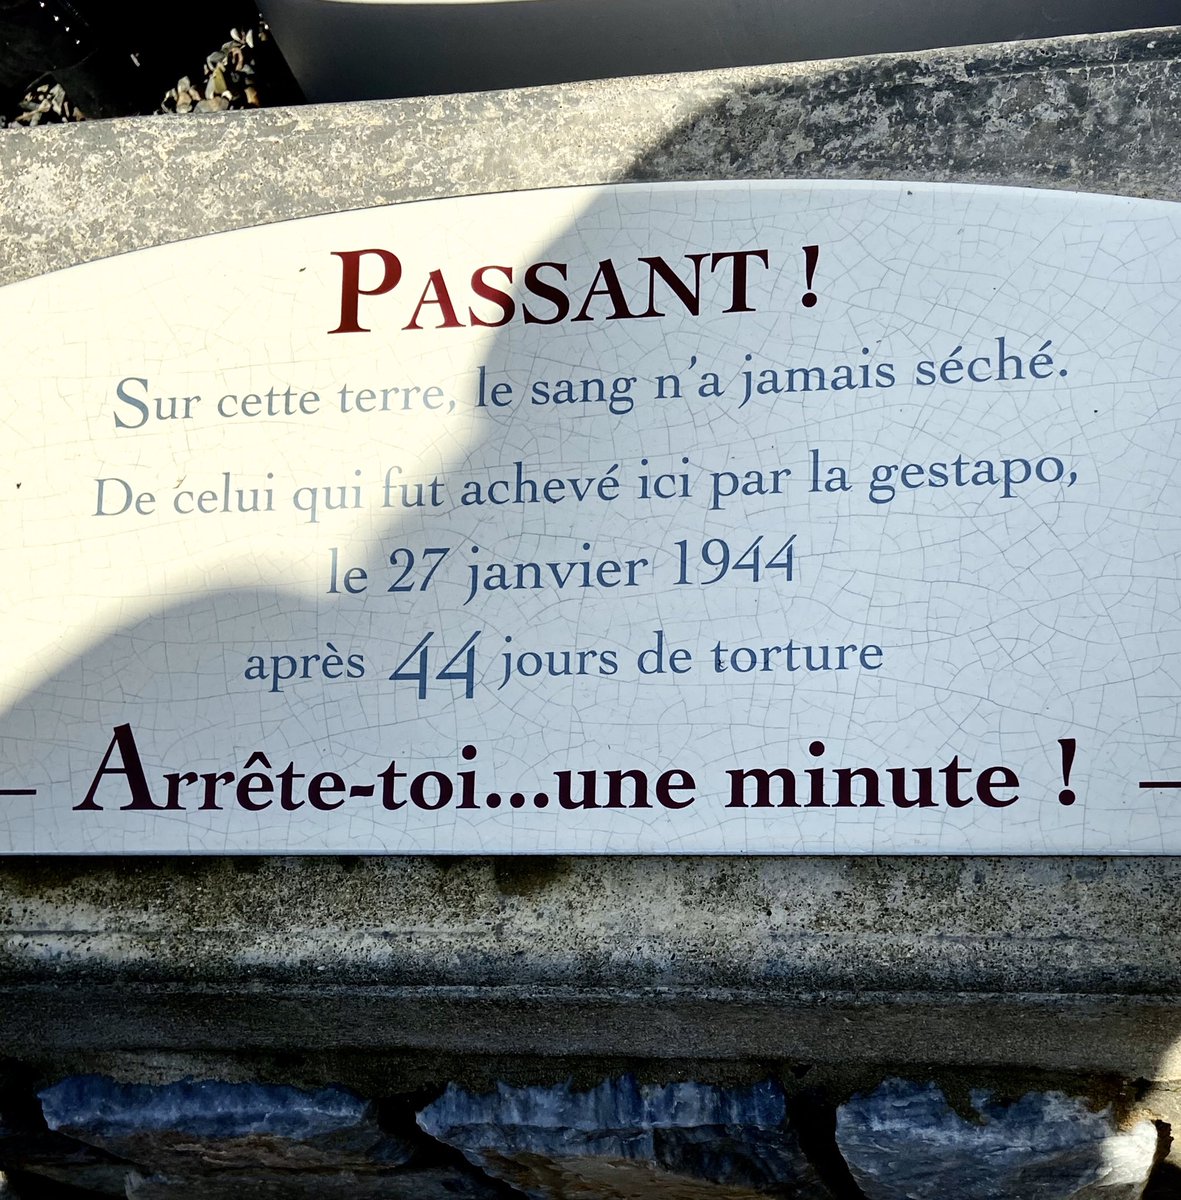 PASSANT !
Sur cette terre, le sang n'a jamais séché.
De celui qui fut achevé ici par la gestapo,
le 27 janvier 1944
après 44 jours de torture
– Arrête-toi...une minute ! –